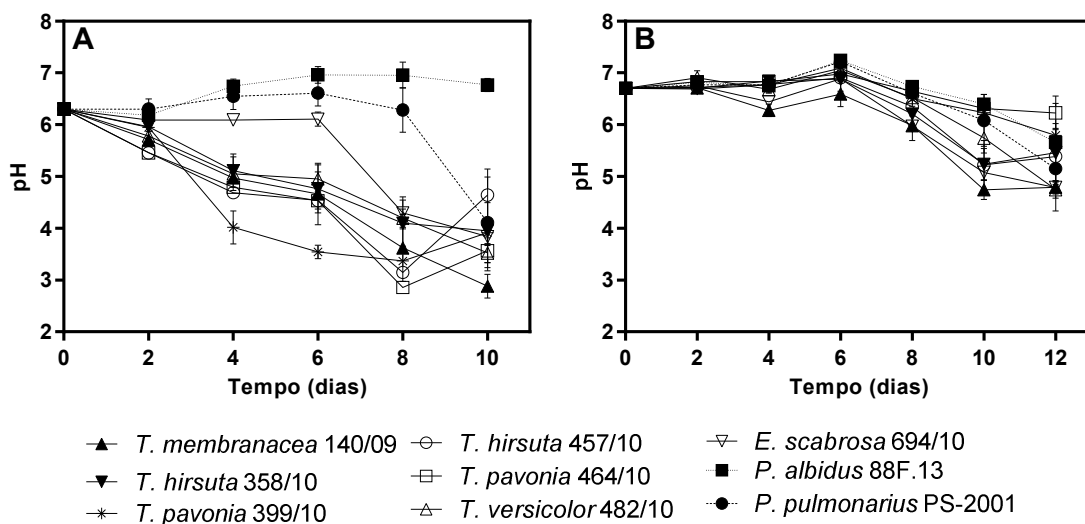 A
B
pH
8
7
6
5
4
3
2
0 2 4 6 8 10
Tempo (dias)
pH
8
7
6
5
4
3
2
0 2 4 6 8 10 12
Tempo (dias)
T. membranacea 140/09
T. hirsuta 358/10
T. pavonia 399/10
T. hirsuta 457/10
T. pavonia 464/10
T. versicolor 482/10
E. scabrosa 694/10
P. albidus 88F.13
P. pulmonarius PS-2001